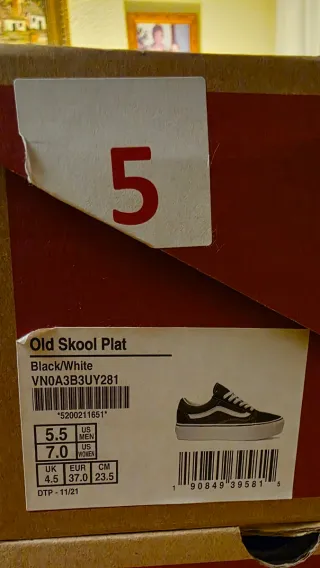 5
Old Skool Plat
Black/White
VN0A3B3UY281
*5200211651*
5.5 US MEN
7.0 US WOMEN
UK EUR CM
4.5 37.0 23.5
DTP - 11/21
1 90849 39581 5